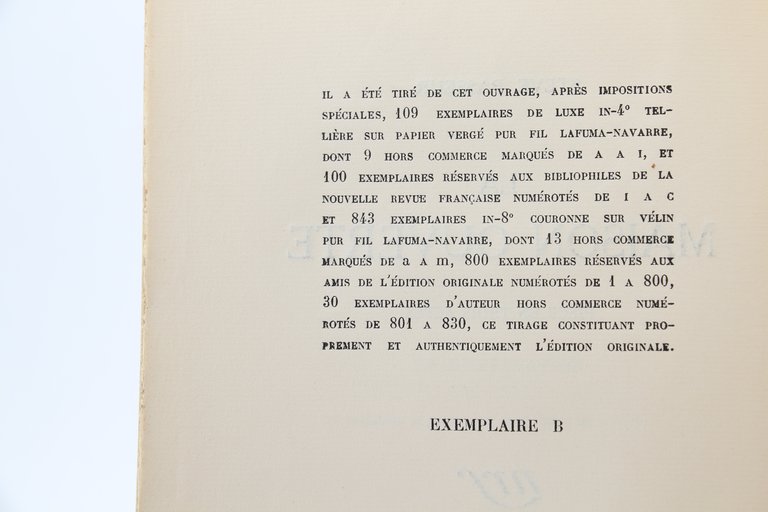 IL A ÉTÉ TIRÉ DE CET OUVRAGE, APRÈS IMPOSITIONS
SPÉCIALES, 109 EXEMPLAIRES DE LUXE IN-4° TEL-
LIÈRE SUR PAPIER VERGÉ PUR FIL LAFUMA-NAVARRE,
DONT 9 HORS COMMERCE MARQUÉS DE A A I, ET
100 EXEMPLAIRES RÉSERVÉS AUX BIBLIOPHILES DE LA
NOUVELLE REVUE FRANÇAISE NUMÉROTÉS DE I A C
ET 843 EXEMPLAIRES IN-8° COURONNE SUR VÉLIN
PUR FIL LAFUMA-NAVARRE, DONT 13 HORS COMMERCE
MARQUÉS DE a A m, 800 EXEMPLAIRES RÉSERVÉS AUX
AMIS DE L'ÉDITION ORIGINALE NUMÉROTÉS DE 1 A 800,
30 EXEMPLAIRES D'AUTEUR HORS COMMERCE NUMÉ-
ROTÉS DE 801 A 830, CE TIRAGE CONSTITUANT PRO-
PREMENT ET AUTHENTIQUEMENT L'ÉDITION ORIGINALE.
EXEMPLAIRE B
nrf